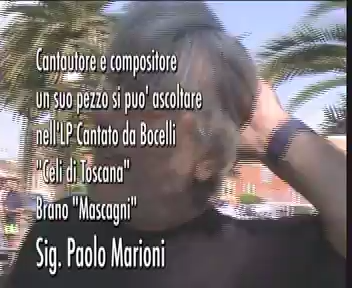 Cantautore e compositore
un suo pezzo si puo' ascoltare
nell'LP Cantato da Bocelli
"Celi di Toscana"
Brano "Mascagni"
Sig. Paolo Marioni